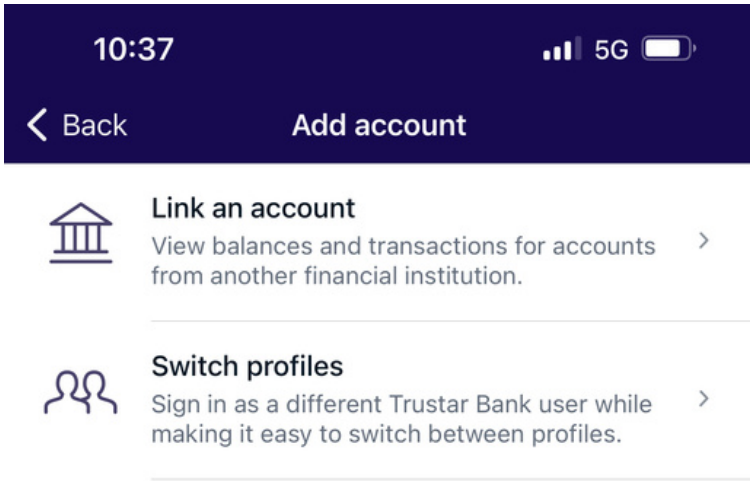 10:37 5G
Back Add account
Link an account
View balances and transactions for accounts
from another financial institution.
Switch profiles
Sign in as a different Trustar Bank user while
making it easy to switch between profiles.